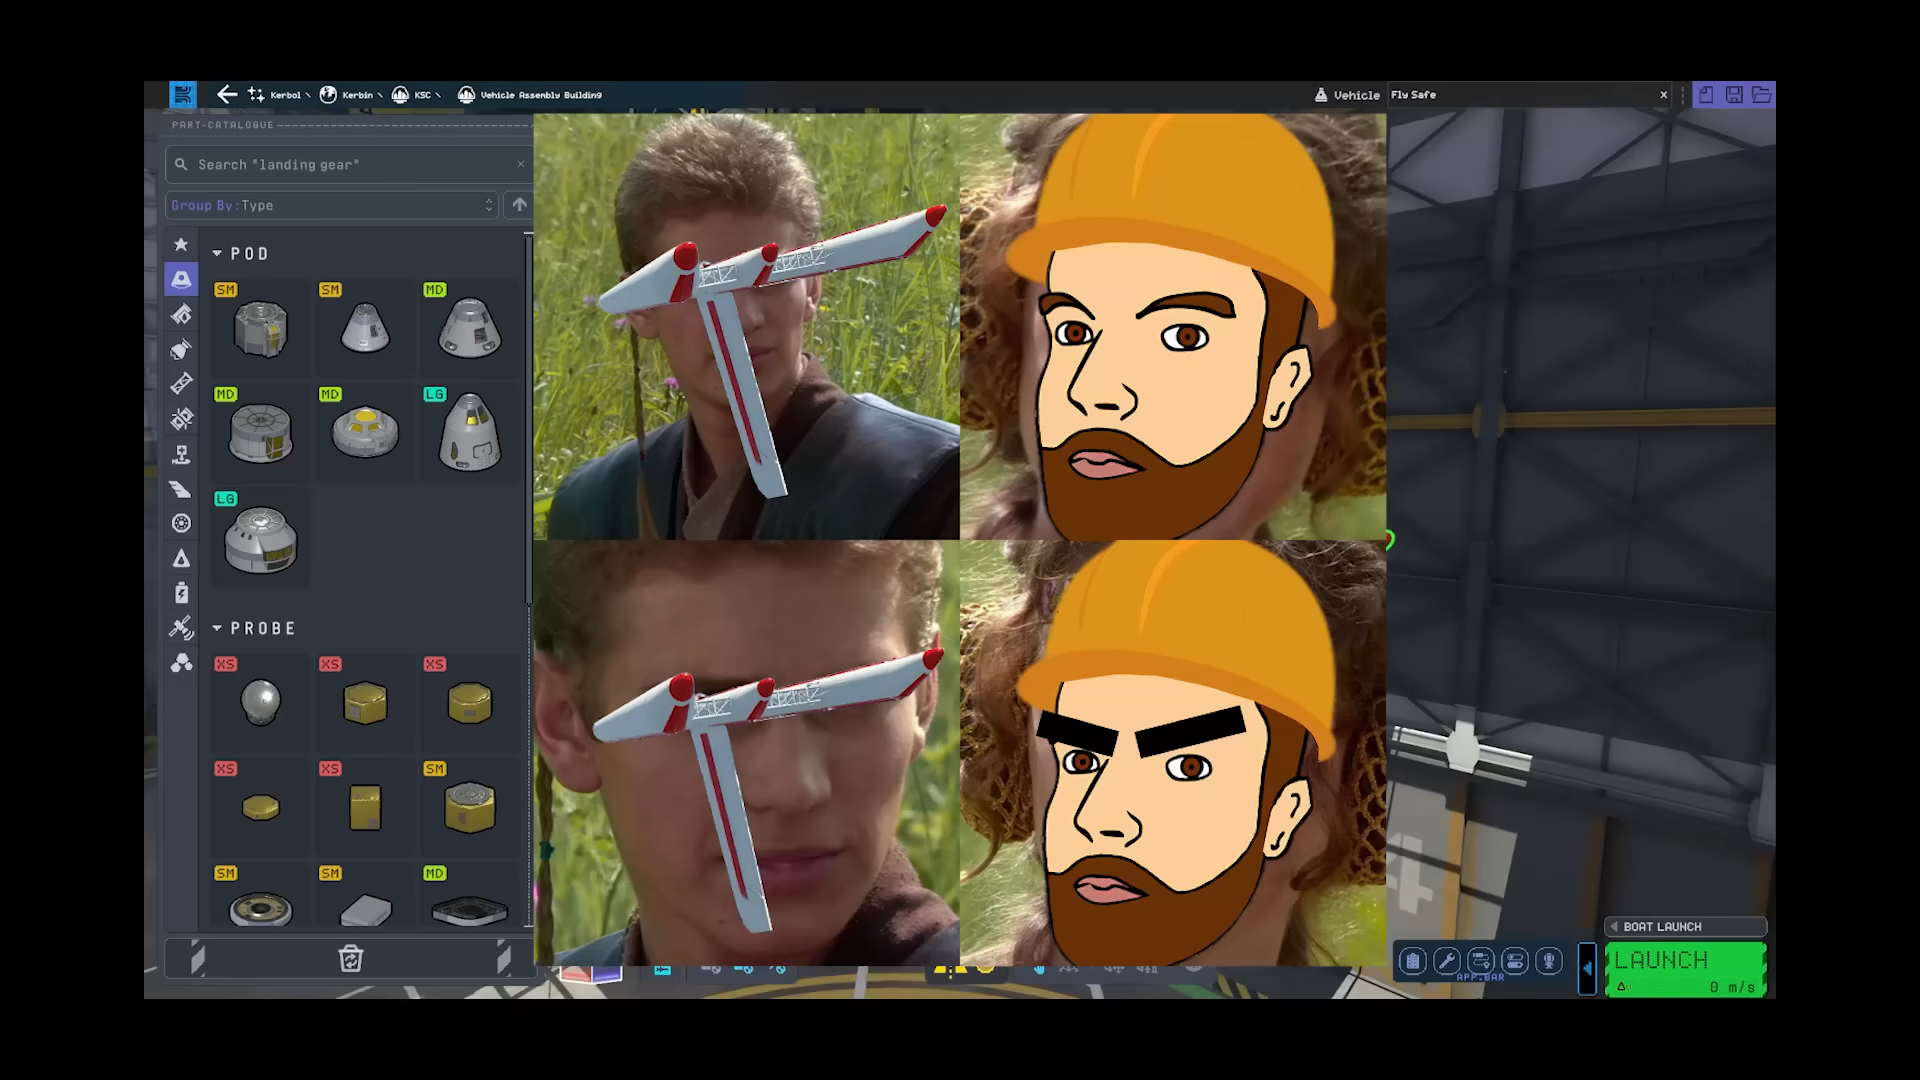 Kerbol
Kerbin
KSC
Vehicle Assembly Building
Vehicle
Fly Safe
x
PART-CATALOGUE
Search "landing gear"
Group By: Type
POD
SM
SM
MD
MD
MD
LG
LG
PROBE
XS
XS
XS
XS
XS
SM
SM
SM
MD
BOAT LAUNCH
APP.BAR
LAUNCH
0 m/s